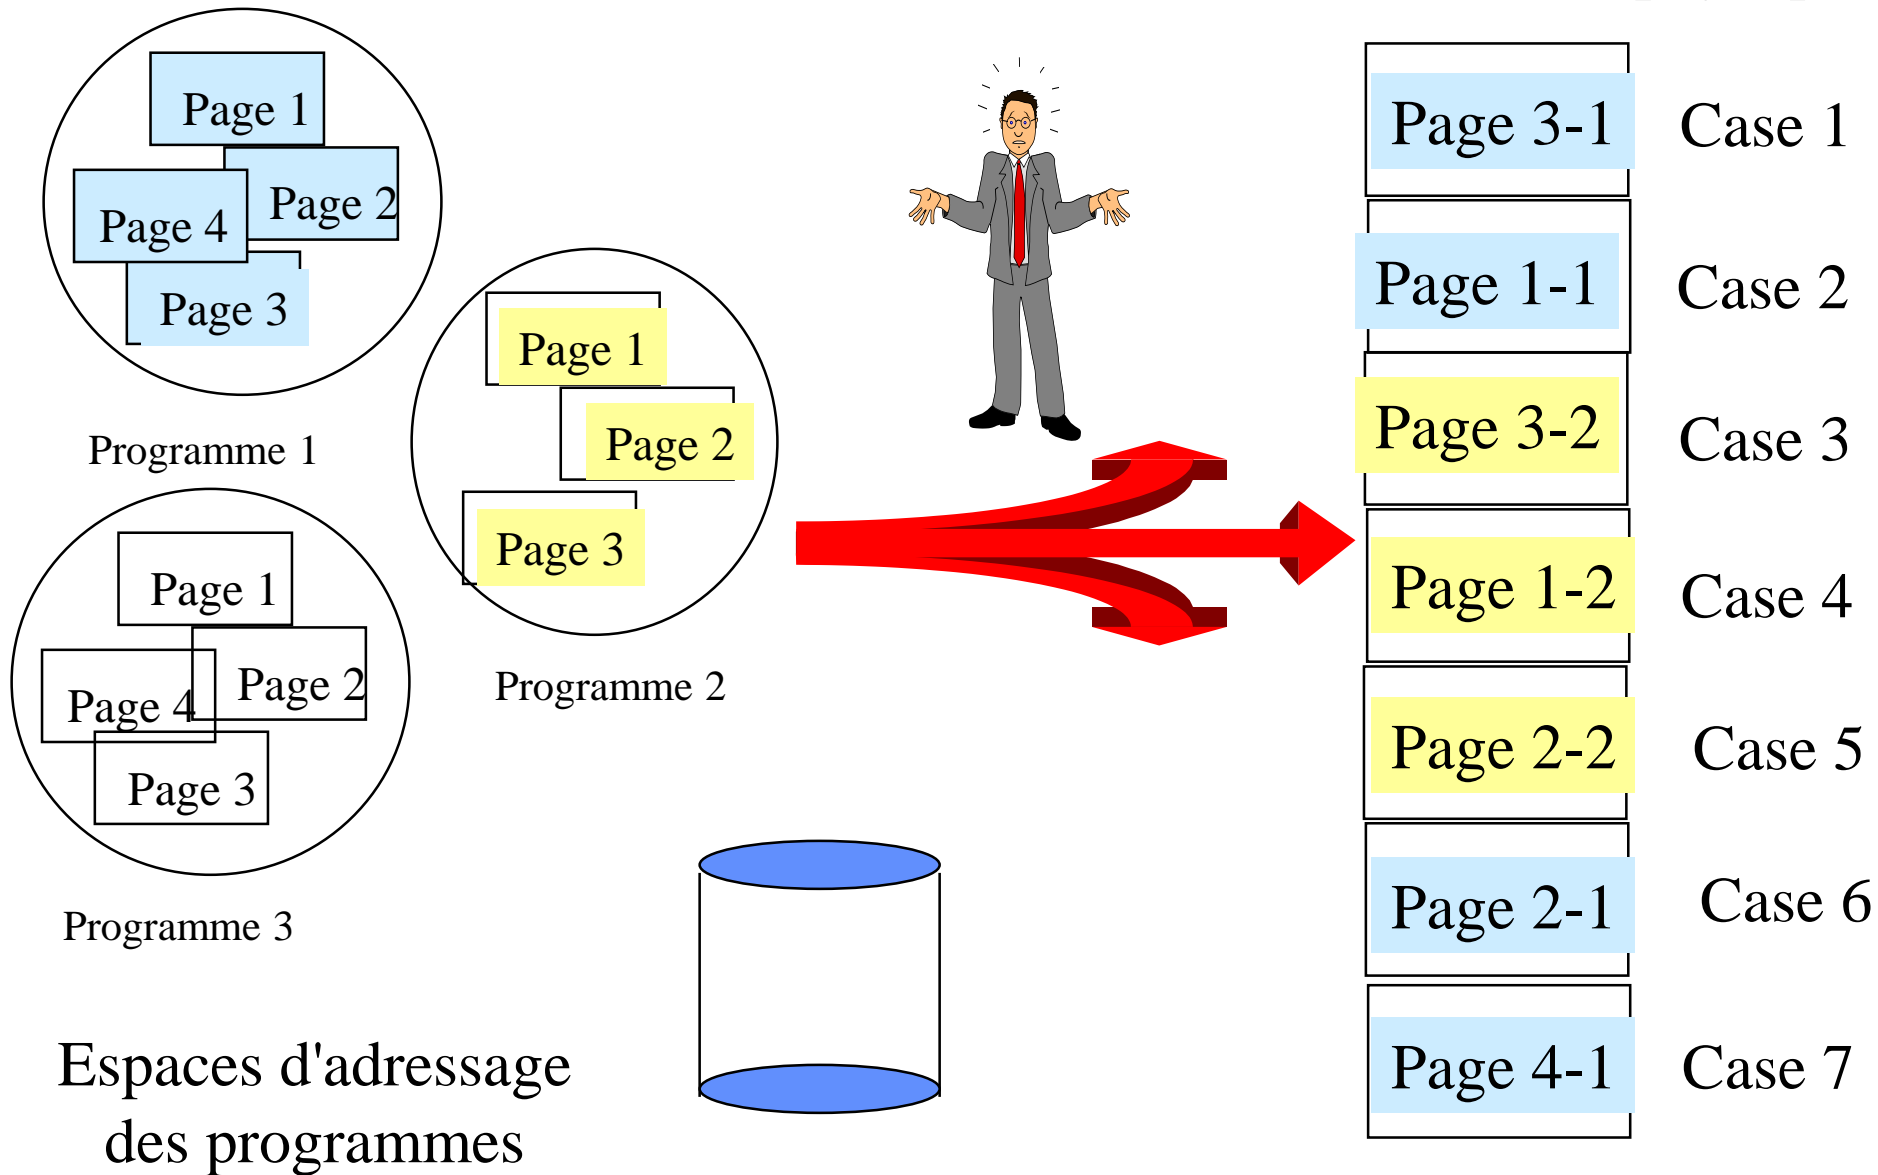 Page 1
Page 2
Page 4
Page 3
Programme 1
Page 1
Page 2
Page 3
Programme 2
Page 1
Page 2
Page 4
Page 3
Programme 3
Espaces d'adressage
des programmes
Page 3-1 Case 1
Page 1-1 Case 2
Page 3-2 Case 3
Page 1-2 Case 4
Page 2-2 Case 5
Page 2-1 Case 6
Page 4-1 Case 7